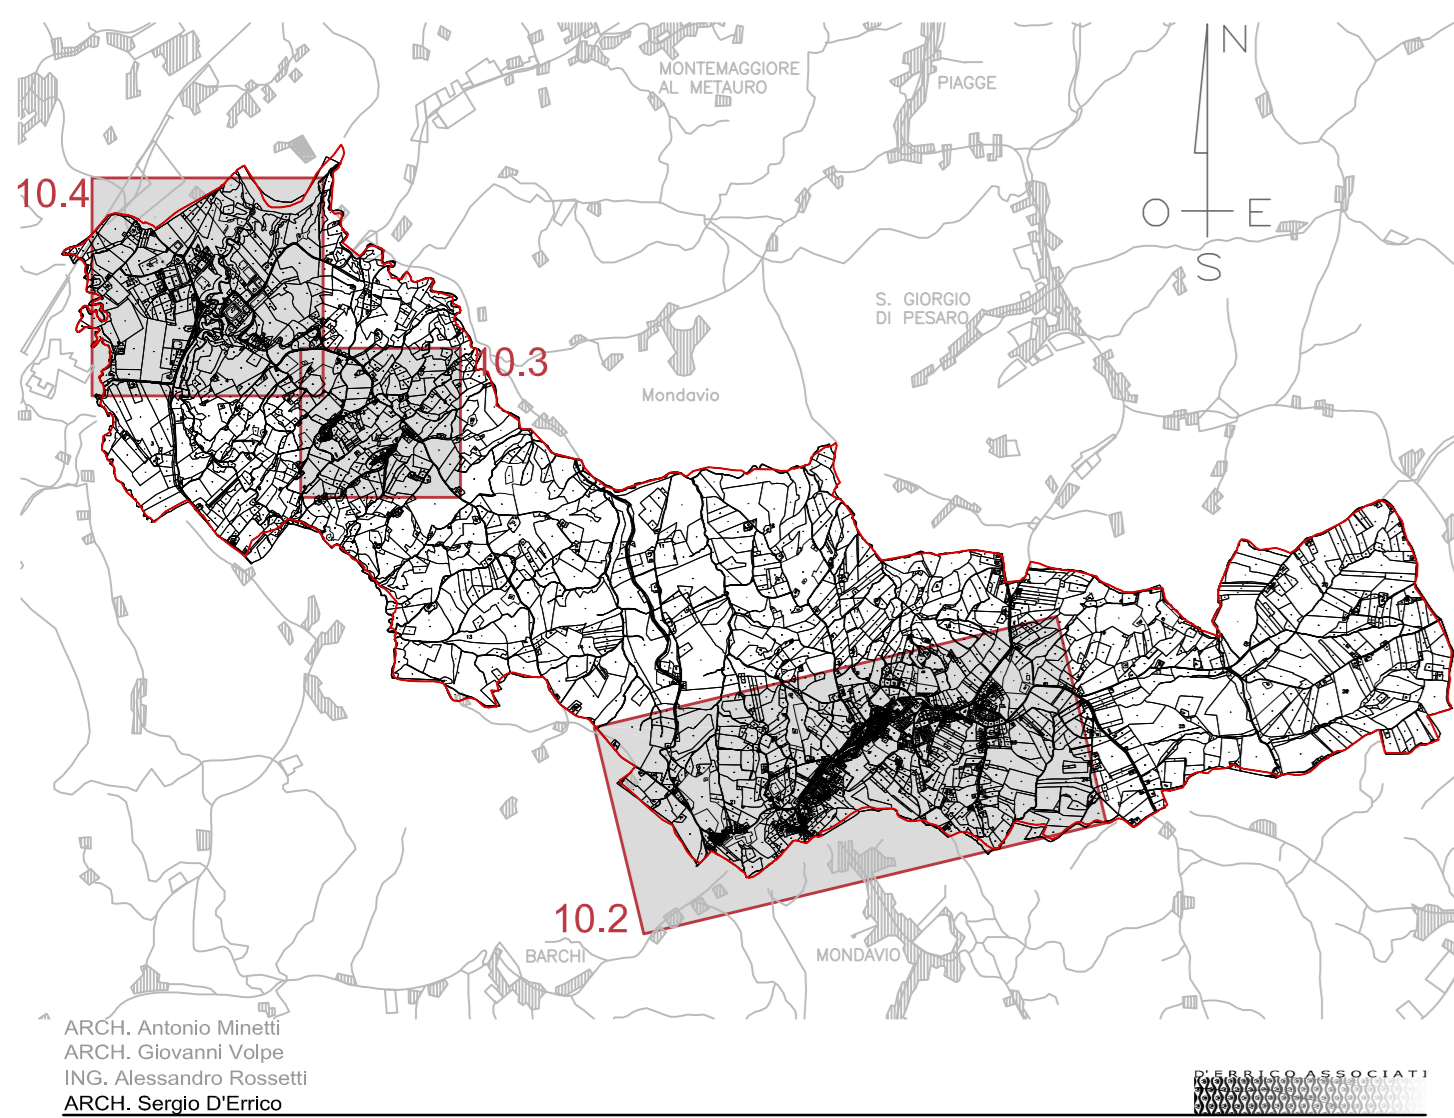 MONTEMAGGIORE
AL METAURO
PIAGGE
N
10.4
O E
S
S. GIORGIO
DI PESARO
10.3
Mondavio
10.2
BARCHI
MONDAVIO
ARCH. Antonio Minetti
ARCH. Giovanni Volpe
ING. Alessandro Rossetti
ARCH. Sergio D'Errico
D'ERRICO ASSOCIATI